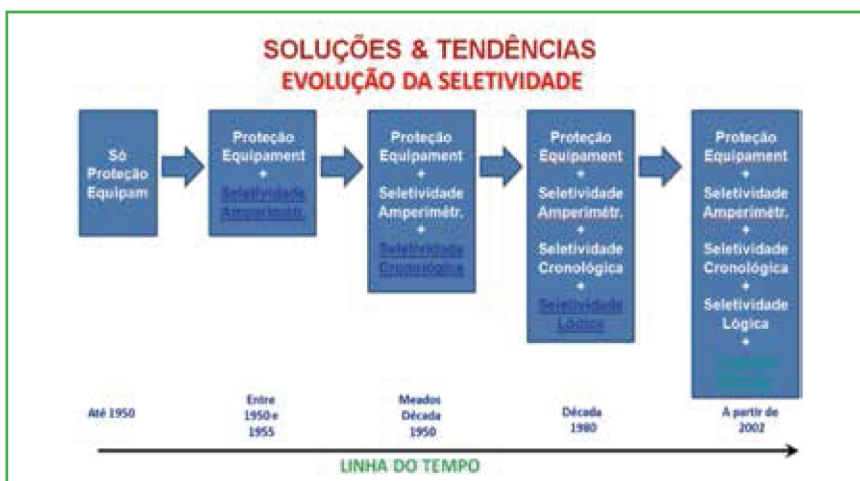 SOLUÇÕES & TENDÊNCIAS
EVOLUÇÃO DA SELETIVIDADE
Só
Proteção
Equipam
Proteção
Equipament
+
Seletividade
Amperimétr.
Proteção
Equipament
+
Seletividade
Amperimétr.
+
Seletividade
Cronológica
Proteção
Equipament
+
Seletividade
Amperimétr.
+
Seletividade
Cronológica
+
Seletividade
Lógica
Proteção
Equipament
+
Seletividade
Amperimétr.
+
Seletividade
Cronológica
+
Seletividade
Lógica
+
Até 1950
Entre
1950 e
1955
Meados
Década
1950
Década
1980
A partir de
2002
LINHA DO TEMPO